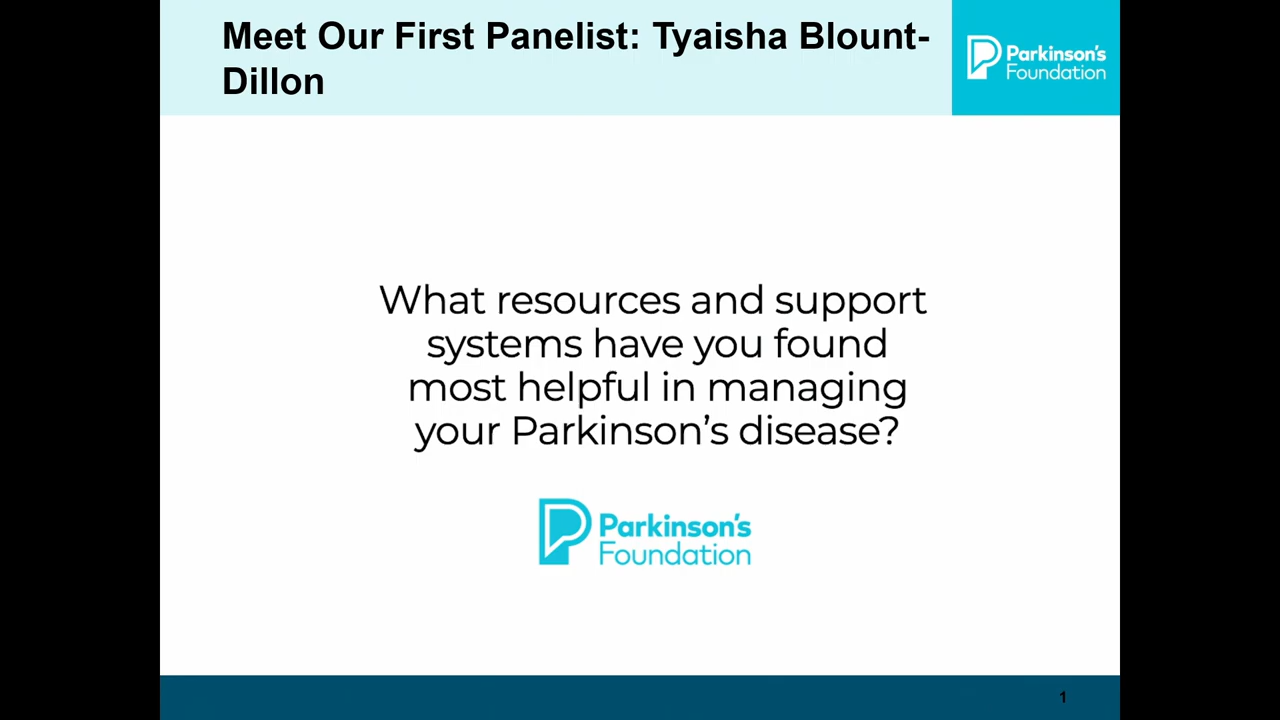 Meet Our First Panelist: Tyaisha Blount-
Dillon
Parkinson's
Foundation
What resources and support
systems have you found
most helpful in managing
your Parkinson’s disease?
Parkinson's
Foundation
1